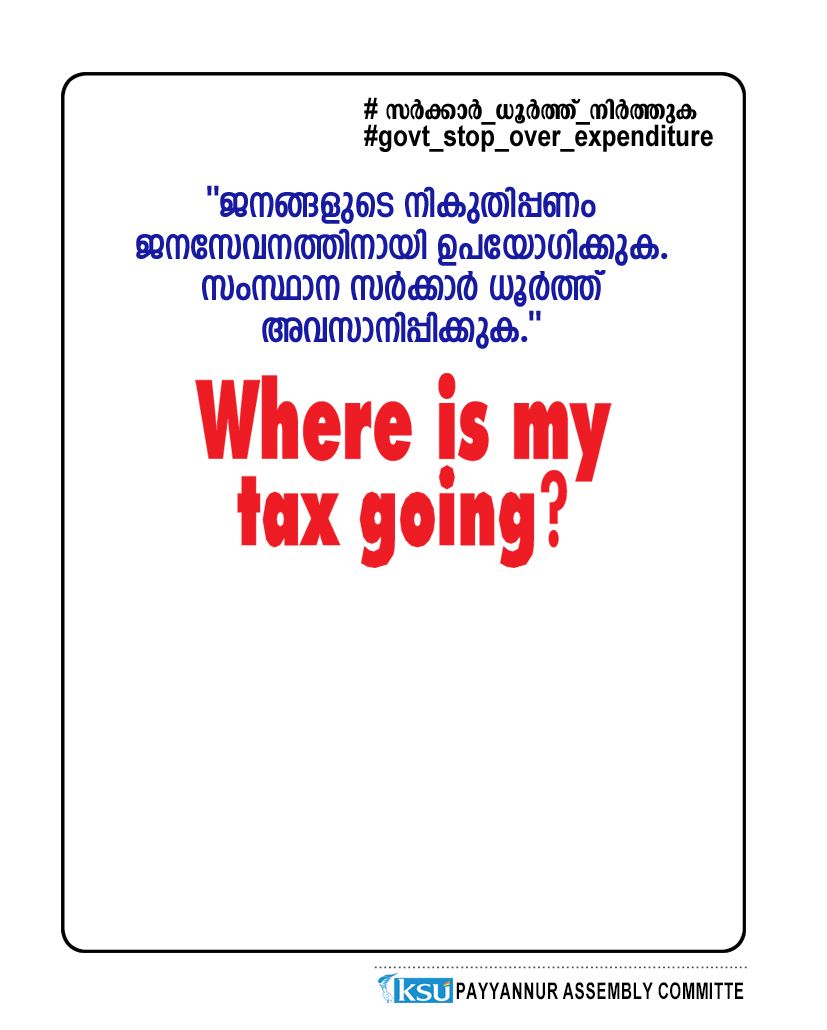 # സർക്കാർ_ധൂർത്ത്_നിർത്തുക
#govt_stop_over_expenditure
"ജനങ്ങളുടെ നികുതിപ്പണം
ജനസേവനത്തിനായി ഉപയോഗിക്കുക.
സംസ്ഥാന സർക്കാർ ധൂർത്ത്
അവസാനിപ്പിക്കുക."
Where is my
tax going?
ksu PAYYANNUR ASSEMBLY COMMITTE